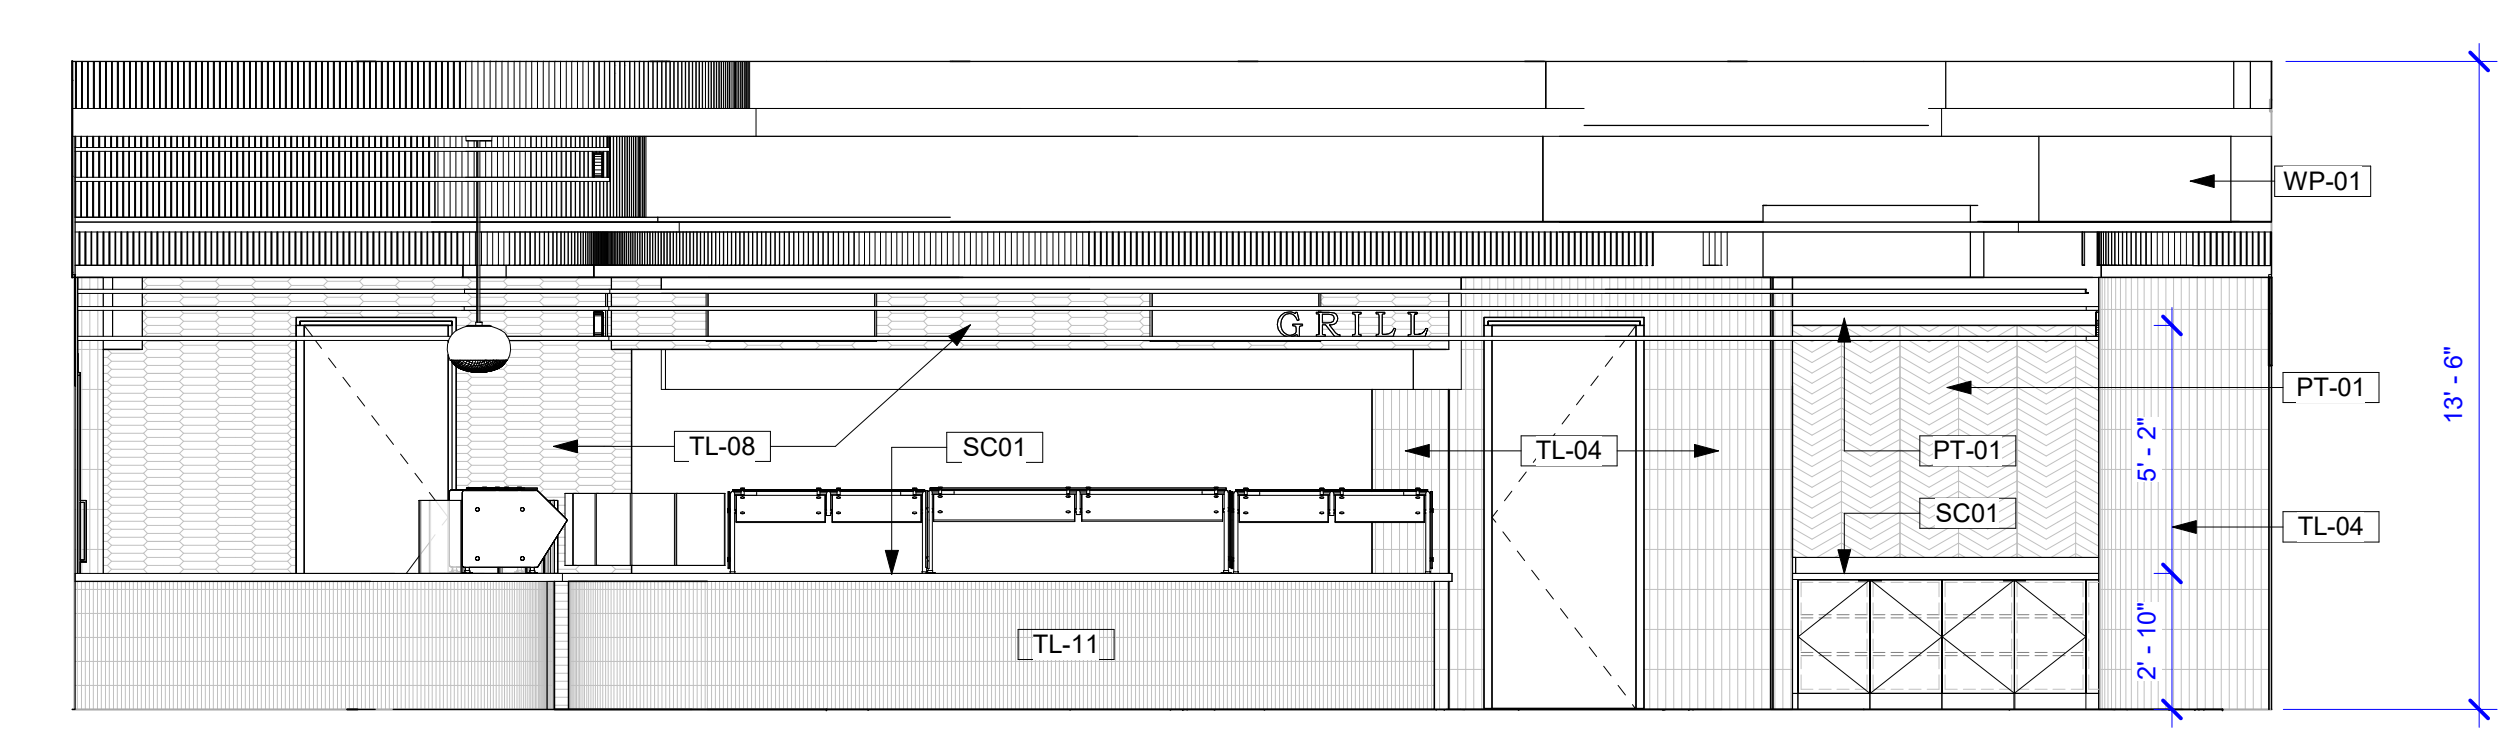 WP-01
GRILL
PT-01
13' - 6"
TL-08
SC01
TL-04
PT-01
5' - 2"
SC01
TL-04
TL-11
2' - 10"